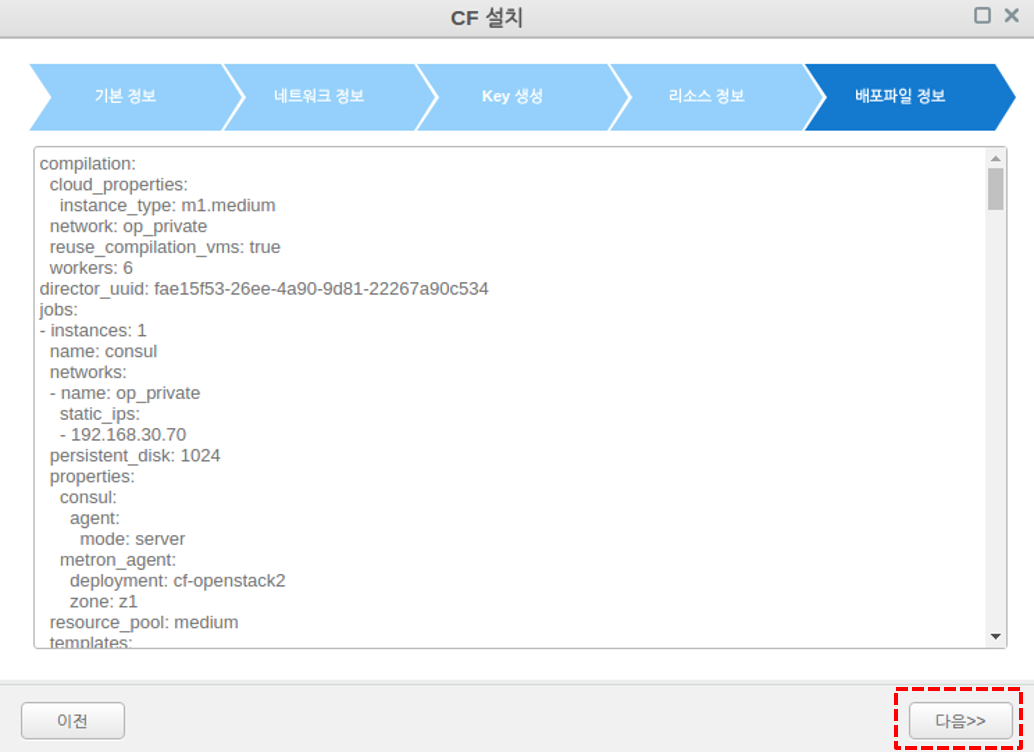 CF 설치
기본 정보
네트워크 정보
Key 생성
리소스 정보
배포파일 정보
compilation:
cloud_properties:
instance_type: m1.medium
network: op_private
reuse_compilation_vms: true
workers: 6
director_uuid: fae15f53-26ee-4a90-9d81-22267a90c534
jobs:
- instances: 1
name: consul
networks:
- name: op_private
static_ips:
- 192.168.30.70
persistent_disk: 1024
properties:
consul:
agent:
mode: server
metron_agent:
deployment: cf-openstack2
zone: z1
resource_pool: medium
templates:
이전
다음>>